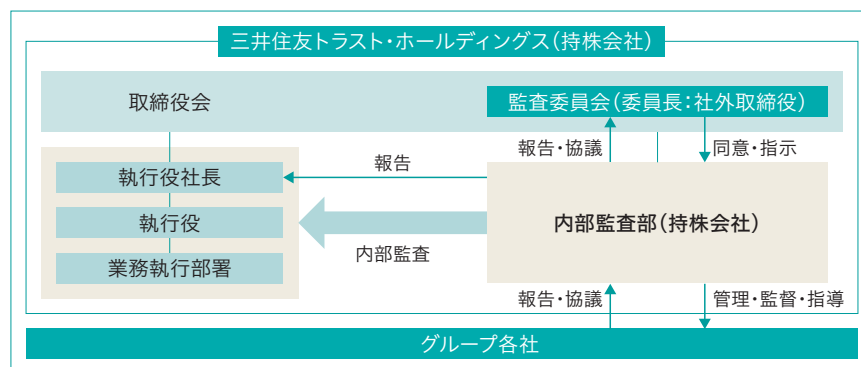 三井住友トラスト・ホールディングス(持株会社)
取締役会
監査委員会(委員長:社外取締役)
報告・協議
同意・指示
報告
執行役社長
執行役
内部監査部(持株会社)
内部監査
業務執行部署
報告・協議
管理・監督・指導
グループ各社